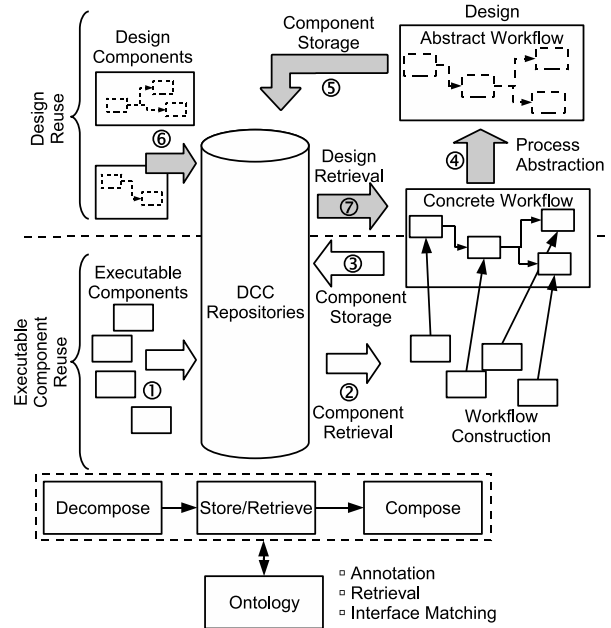 Design
Design
Components
Component
Storage
Abstract Workflow
⑤
Design
Reuse
⑥
Design
Retrieval
④
Process
Abstraction
⑦
Concrete Workflow
Executable
Components
DCC
Repositories
③
Component
Storage
Executable
Component
Reuse
①
②
Component
Retrieval
Workflow
Construction
Decompose
Store/Retrieve
Compose
Ontology
▫ Annotation
▫ Retrieval
▫ Interface Matching